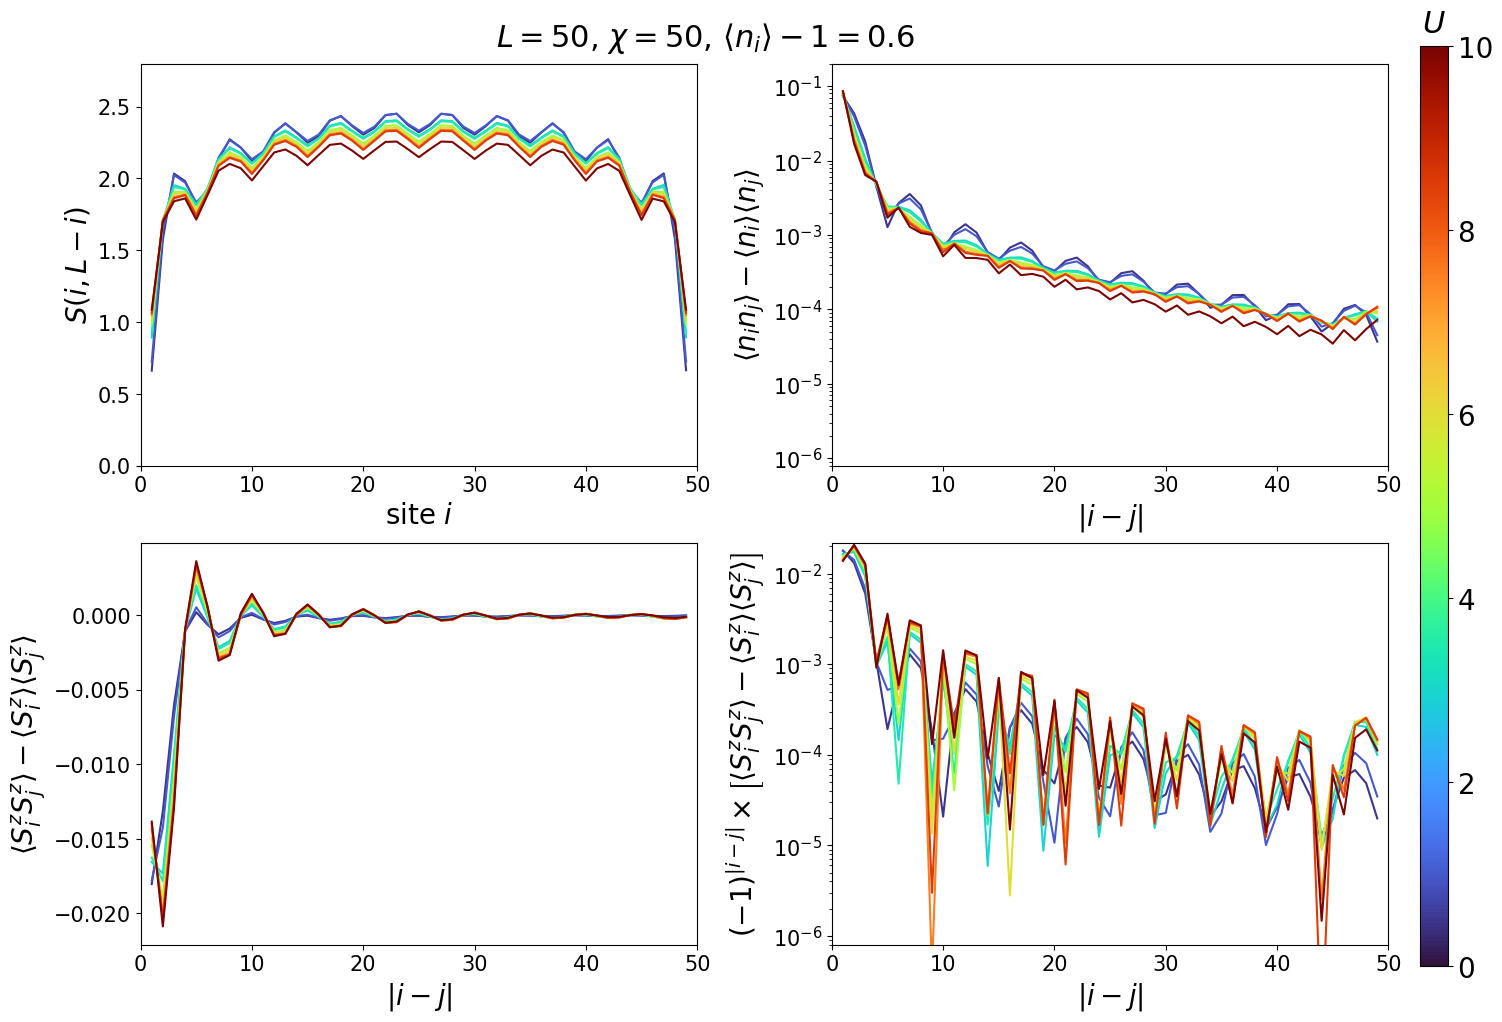 L = 50, χ = 50, ⟨n_i⟩ − 1 = 0.6
U
2.5
2.0
1.5
1.0
0.5
0.0
S(i, L − i)
0 10 20 30 40 50
site i
10^{-1}
10^{-2}
10^{-3}
10^{-4}
10^{-5}
10^{-6}
⟨n_i n_j⟩ − ⟨n_i⟩⟨n_j⟩
0 10 20 30 40 50
|i − j|
0.000
−0.005
−0.010
−0.015
−0.020
⟨S_i^z S_j^z⟩ − ⟨S_i^z⟩⟨S_j^z⟩
0 10 20 30 40 50
|i − j|
10^{-2}
10^{-3}
10^{-4}
10^{-5}
10^{-6}
(−1)^{|i−j|} × [⟨S_i^z S_j^z⟩ − ⟨S_i^z⟩⟨S_j^z⟩]
0 10 20 30 40 50
|i − j|
10
8
6
4
2
0